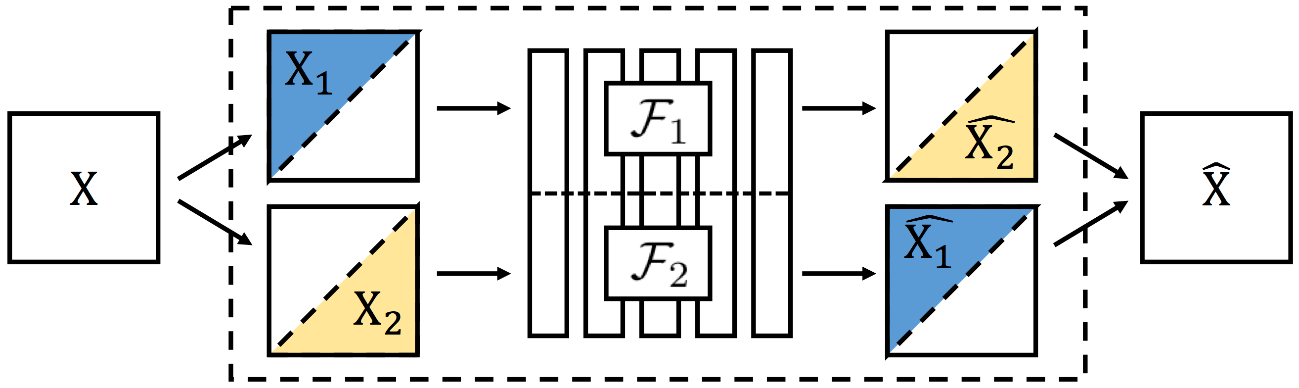 X
X₁
X₂
ℱ₁
ℱ₂
X̂₂
X̂₁
X̂